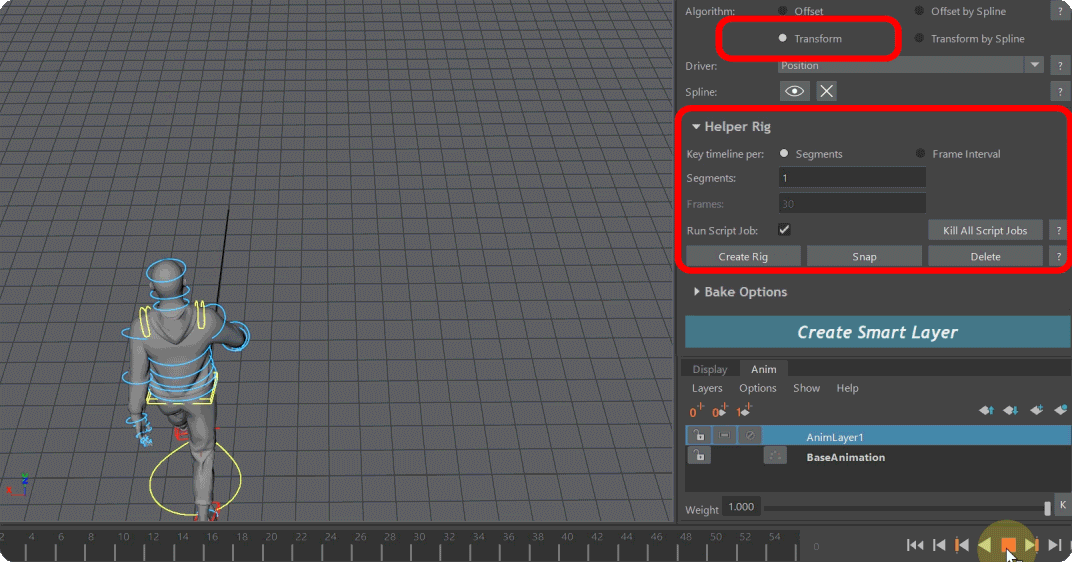 Algorithm: Offset Offset by Spline ?
Transform Transform by Spline
Driver: Position ?
Spline: ?
Helper Rig
Key timeline per: Segments Frame Interval
Segments: 1
Frames: 30
Run Script Job: Kill All Script Jobs ?
Create Rig Snap Delete ?
Bake Options
Create Smart Layer
Display Anim
Layers Options Show Help
0 0 1
AnimLayer1
BaseAnimation
Weight 1.000 K
2 4 6 8 10 12 14 16 18 20 22 24 26 28 30 32 34 36 38 40 42 44 46 48 50 52 54 0